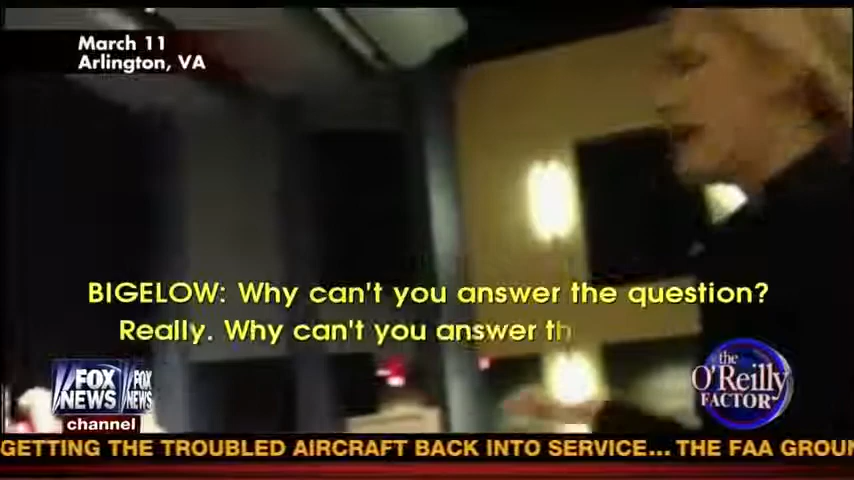 March 11
Arlington, VA
BIGELOW: Why can't you answer the question?
Really. Why can't you answer th
FOX
NEWS
FOX
NEWS
channel
the
O'Reilly
FACTOR
GETTING THE TROUBLED AIRCRAFT BACK INTO SERVICE... THE FAA GROUN